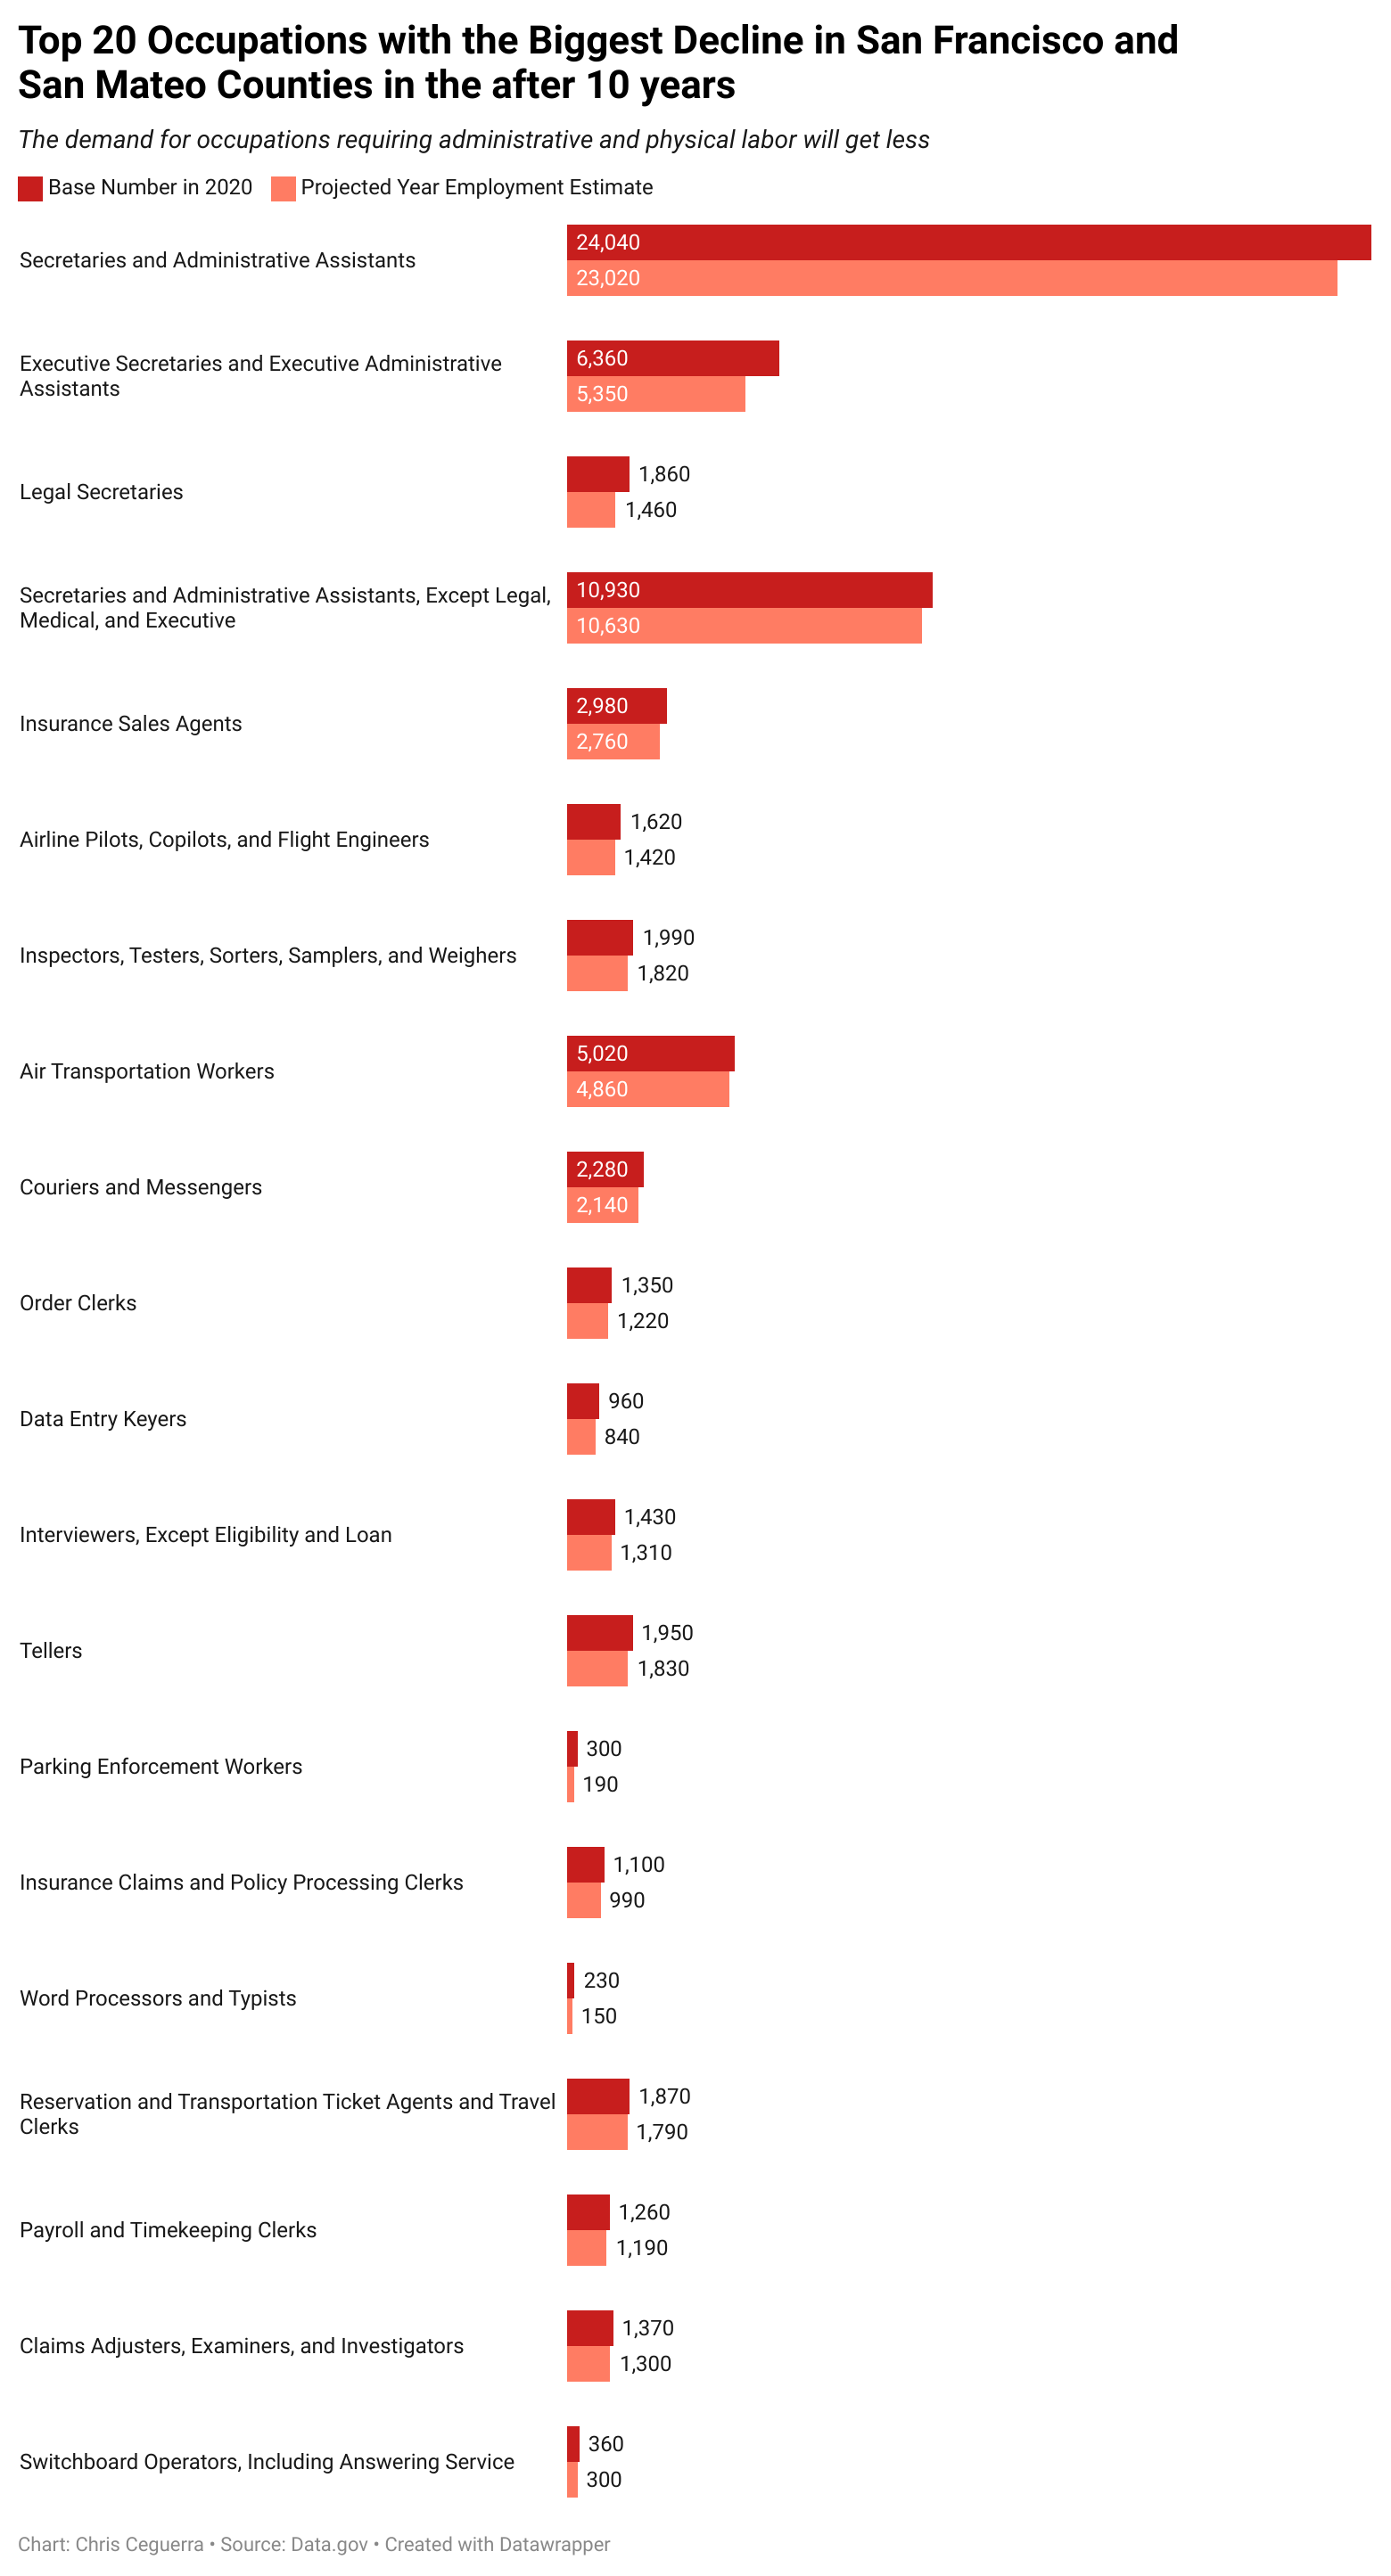 Top 20 Occupations with the Biggest Decline in San Francisco and
San Mateo Counties in the after 10 years
The demand for occupations requiring administrative and physical labor will get less
Base Number in 2020 Projected Year Employment Estimate
Secretaries and Administrative Assistants
24,040
23,020
Executive Secretaries and Executive Administrative
Assistants
6,360
5,350
Legal Secretaries
1,860
1,460
Secretaries and Administrative Assistants, Except Legal,
Medical, and Executive
10,930
10,630
Insurance Sales Agents
2,980
2,760
Airline Pilots, Copilots, and Flight Engineers
1,620
1,420
Inspectors, Testers, Sorters, Samplers, and Weighers
1,990
1,820
Air Transportation Workers
5,020
4,860
Couriers and Messengers
2,280
2,140
Order Clerks
1,350
1,220
Data Entry Keyers
960
840
Interviewers, Except Eligibility and Loan
1,430
1,310
Tellers
1,950
1,830
Parking Enforcement Workers
300
190
Insurance Claims and Policy Processing Clerks
1,100
990
Word Processors and Typists
230
150
Reservation and Transportation Ticket Agents and Travel
Clerks
1,870
1,790
Payroll and Timekeeping Clerks
1,260
1,190
Claims Adjusters, Examiners, and Investigators
1,370
1,300
Switchboard Operators, Including Answering Service
360
300
Chart: Chris Ceguerra • Source: Data.gov • Created with Datawrapper